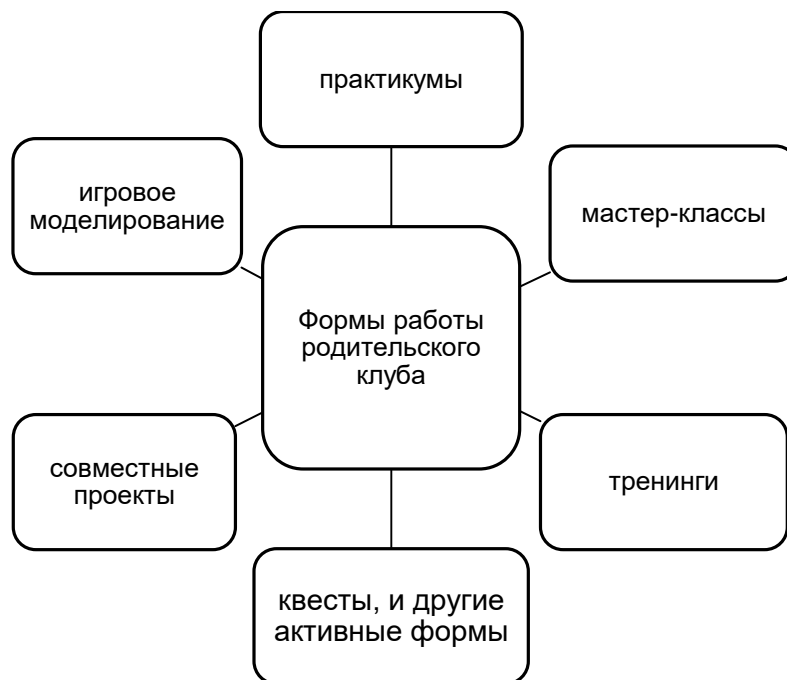 практикумы
игровое
моделирование
мастер-классы
Формы работы
родительского
клуба
совместные
проекты
тренинги
квесты, и другие
активные формы